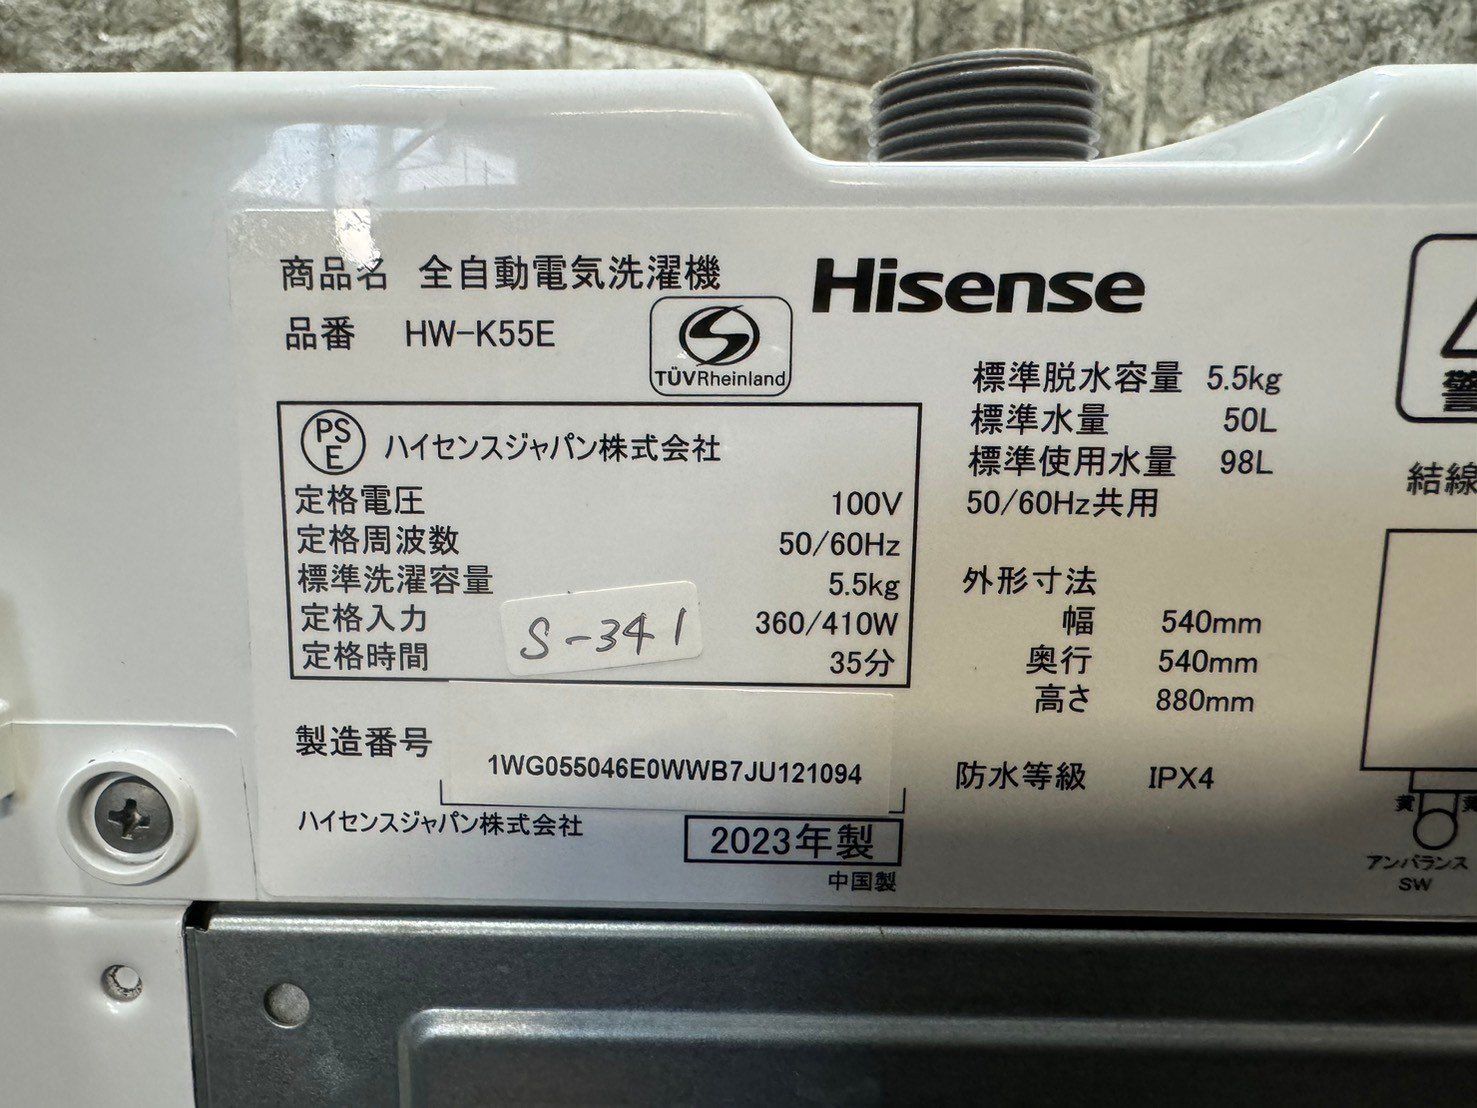 商品名 全自動電気洗濯機
品番 HW-K55E
TÜVRheinland
Hisense
PS
E
ハイセンスジャパン株式会社
定格電圧 100V
定格周波数 50/60Hz
標準洗濯容量 5.5kg
定格入力 360/410W
定格時間 35分
S-341
製造番号 1WG055046E0WWB7JU121094
ハイセンスジャパン株式会社
2023年製
中国製
標準脱水容量 5.5kg
標準水量 50L
標準使用水量 98L
50/60Hz共用
外形寸法
幅 540mm
奥行 540mm
高さ 880mm
防水等級 IPX4
警
結線
黄 黄
アンバランス
SW